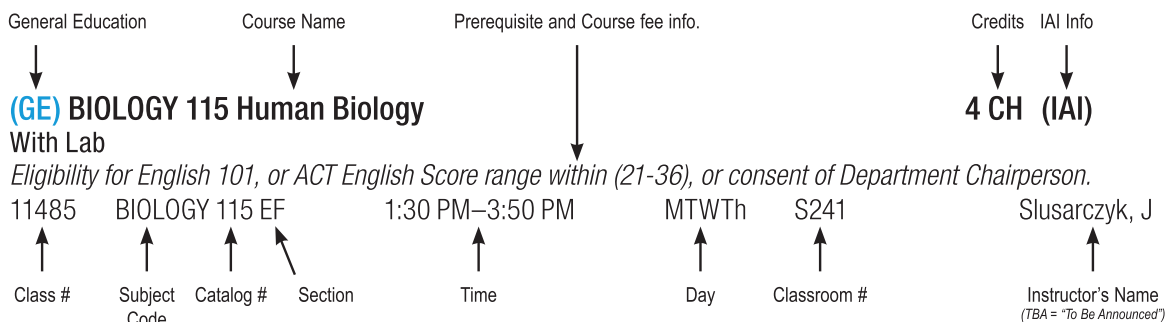 General Education Course Name Prerequisite and Course fee info. Credits IAI Info
(GE) BIOLOGY 115 Human Biology 4 CH (IAI)
With Lab
Eligibility for English 101, or ACT English Score range within (21-36), or consent of Department Chairperson.
11485 BIOLOGY 115 EF 1:30 PM–3:50 PM MTWTh S241 Slusarczyk, J
Class # Subject Catalog # Section Time Day Classroom # Instructor's Name
Code (TBA = "To Be Announced")